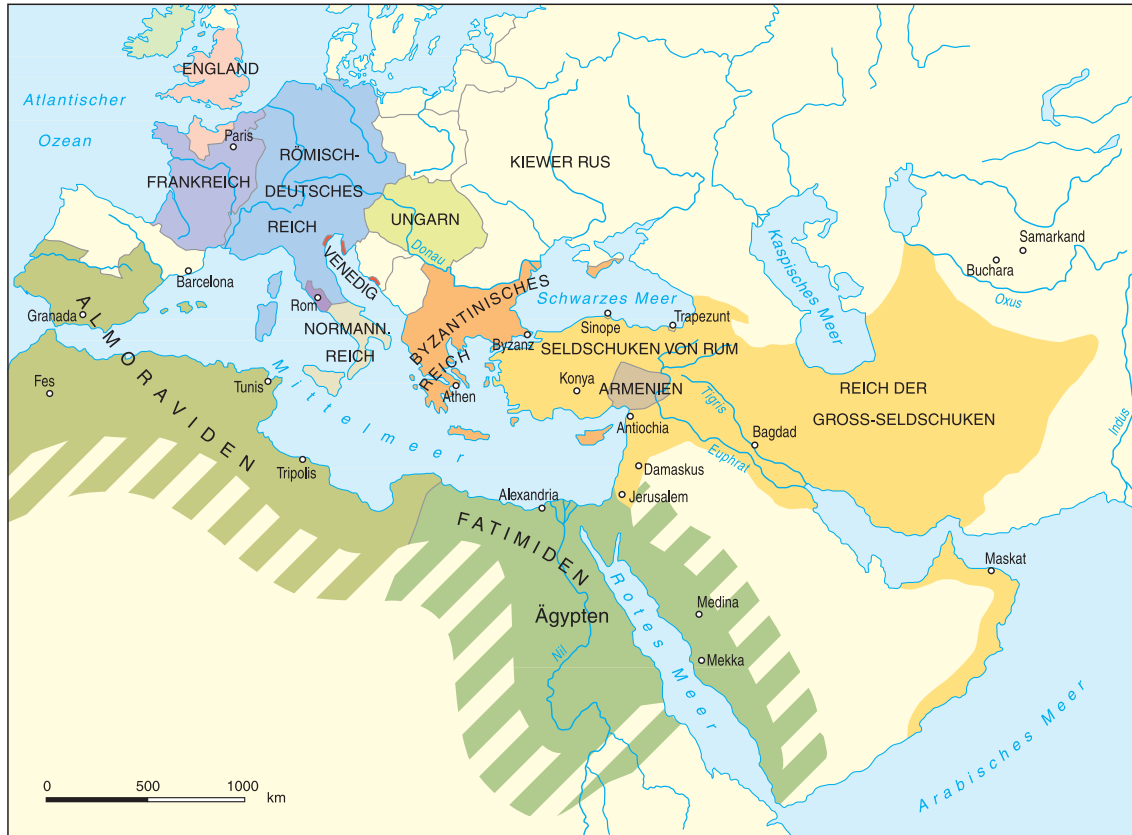 ENGLAND
Atlantischer
Ozean
Paris
RÖMISCH-
DEUTSCHES
REICH
FRANKREICH
KIEWER RUS
UNGARN
Donau
VENEDIG
Kaspisches Meer
Samarkand
Buchara
Oxus
Barcelona
Rom
Granada
ALMORAVIDEN
NORMANN.
REICH
BYZANTINISCHES
REICH
Schwarzes Meer
Sinope
Trapezunt
Byzanz
SELDSCHUKEN VON RUM
Konya
ARMENIEN
Athen
Antiochia
Tigris
Euphrat
Bagdad
REICH DER
GROSS-SELDSCHUKEN
Indus
Fes
Tunis
Mittelmeer
Tripolis
Damaskus
Jerusalem
Alexandria
FATIMIDEN
Ägypten
Nil
Rotes Meer
Medina
Mekka
Maskat
Arabisches Meer
0 500 1000 km